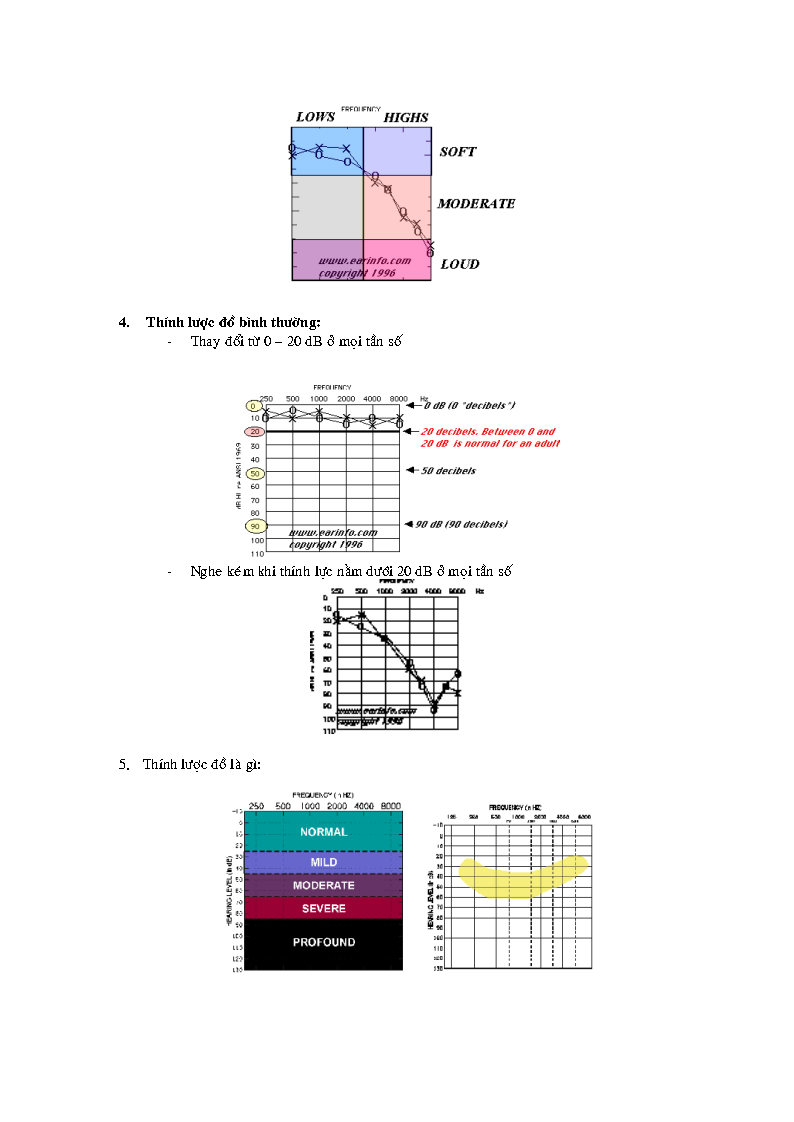 FREQUENCY
LOWS HIGHS
SOFT
MODERATE
LOUD
www.earinfo.com
copyright 1996
4. Thính lược đồ bình thường:
- Thay đổi từ 0 – 20 dB ở mọi tần số
FREQUENCY
250 500 1000 2000 4000 8000 Hz
0 0 dB (0 "decibels")
10
20 20 decibels. Between 0 and
20 dB is normal for an adult
30
40
50 50 decibels
60
70
80
90 90 dB (90 decibels)
100
110
dB HL re ANSI 1969
www.earinfo.com
copyright 1996
- Nghe kém khi thính lực nằm dưới 20 dB ở mọi tần số
FREQUENCY
250 500 1000 2000 4000 8000 Hz
0
10
20
30
40
50
60
70
80
90
100
110
dB HL re ANSI 1969
www.earinfo.com
copyright 1996
5. Thính lược đồ là gì:
FREQUENCY (in HZ)
250 500 1000 2000 4000 8000
-10
0
10
20
30
40
50
60
70
80
90
100
110
120
130
HEARING LEVEL (in dB)
NORMAL
MILD
MODERATE
SEVERE
PROFOUND
FREQUENCY (in HZ)
125 250 500 1000 2000 4000 8000
-10
0
10
20
30
40
50
60
70
80
90
100
110
120
130
HEARING LEVEL (in dB)